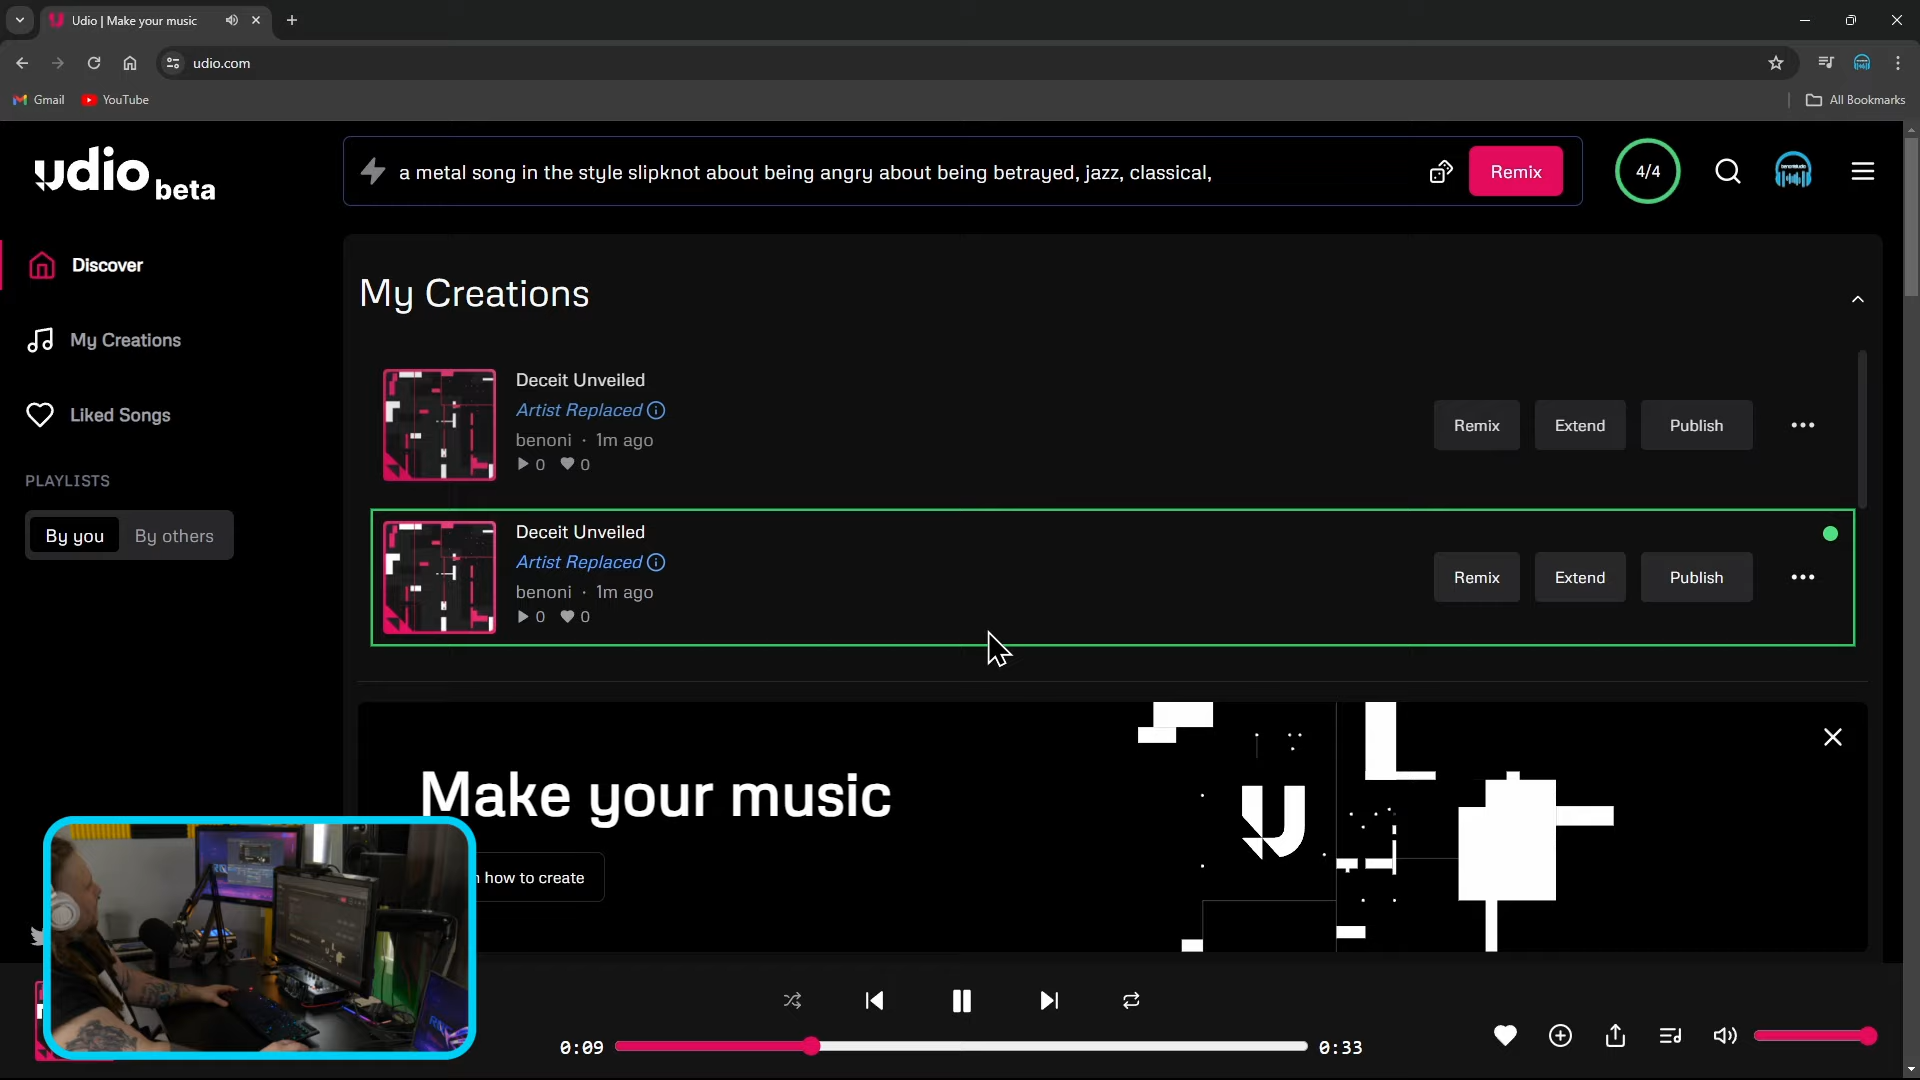 Udio | Make your music
udio.com
Gmail
YouTube
All Bookmarks
udio beta
a metal song in the style slipknot about being angry about being betrayed, jazz, classical,
Remix
4/4
Discover
My Creations
Liked Songs
PLAYLISTS
By you
By others
My Creations
Deceit Unveiled
Artist Replaced
benoni · 1m ago
0
0
Remix
Extend
Publish
Deceit Unveiled
Artist Replaced
benoni · 1m ago
0
0
Remix
Extend
Publish
Make your music
how to create
0:09
0:33